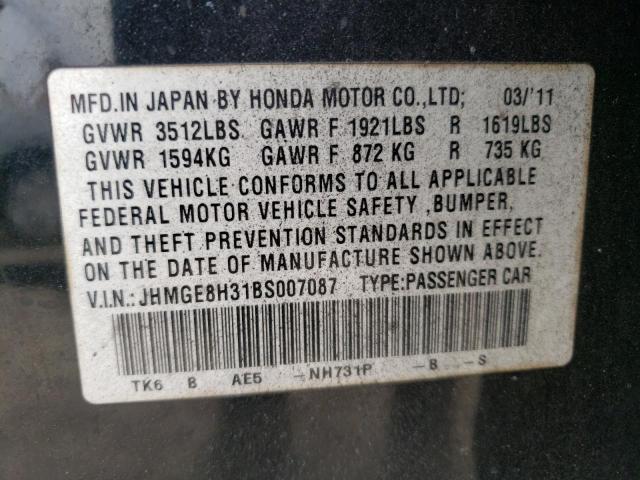 MFD.IN JAPAN BY HONDA MOTOR CO.,LTD; 03/'11
GVWR 3512LBS GAWR F 1921LBS R 1619LBS
GVWR 1594KG GAWR F 872 KG R 735 KG
THIS VEHICLE CONFORMS TO ALL APPLICABLE
FEDERAL MOTOR VEHICLE SAFETY ,BUMPER,
AND THEFT PREVENTION STANDARDS IN EFFECT
ON THE DATE OF MANUFACTURE SHOWN ABOVE.
V.I.N.: JHMGE8H31BS007087 TYPE:PASSENGER CAR
TK6 B AE5 -NH731P -B -S